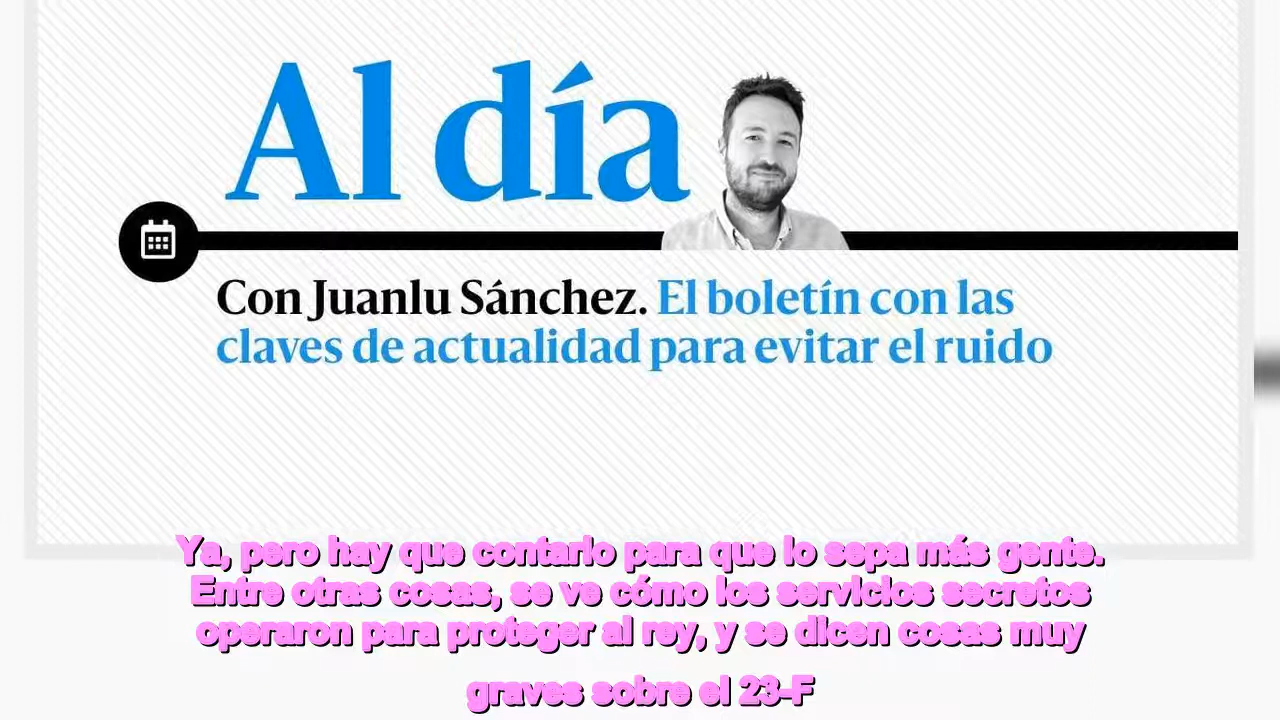 Al día
Con Juanlu Sánchez. El boletín con las
claves de actualidad para evitar el ruido
Ya, pero hay que contarlo para que lo sepa más gente.
Entre otras cosas, se ve cómo los servicios secretos
operaron para proteger al rey, y se dicen cosas muy
graves sobre el 23-F